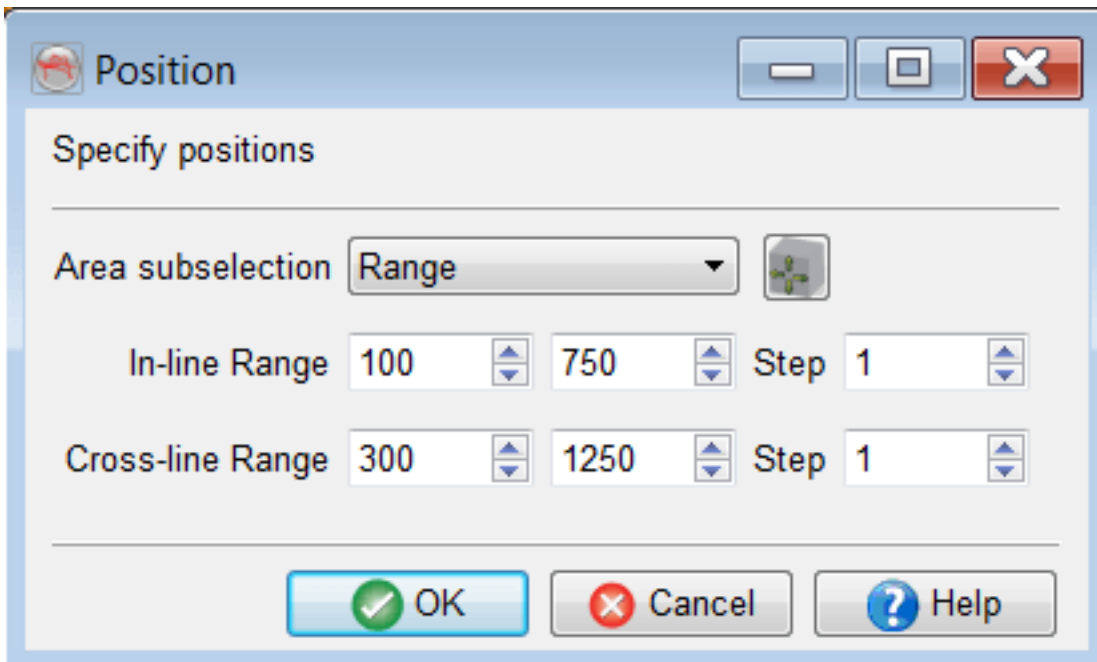 Position
Specify positions
Area subselection Range
In-line Range 100 750 Step 1
Cross-line Range 300 1250 Step 1
OK Cancel Help